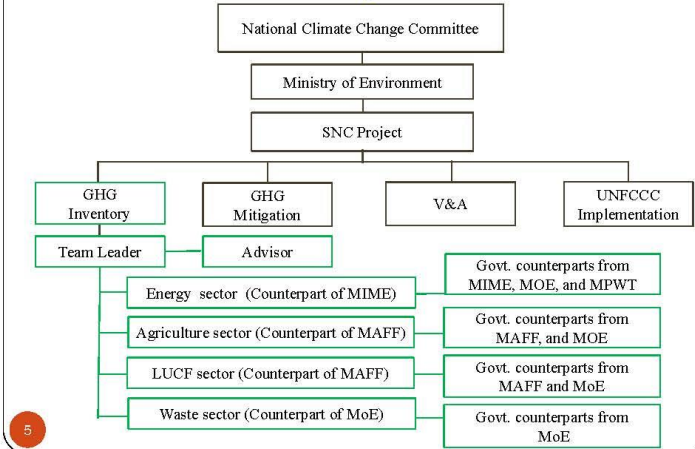 National Climate Change Committee
Ministry of Environment
SNC Project
GHG
Inventory
GHG
Mitigation
V&A
UNFCCC
Implementation
Team Leader
Advisor
Energy sector (Counterpart of MIME)
Govt. counterparts from
MIME, MOE, and MPWT
Agriculture sector (Counterpart of MAFF)
Govt. counterparts from
MAFF, and MOE
LUCF sector (Counterpart of MAFF)
Govt. counterparts from
MAFF and MoE
Waste sector (Counterpart of MoE)
Govt. counterparts from
MoE
5